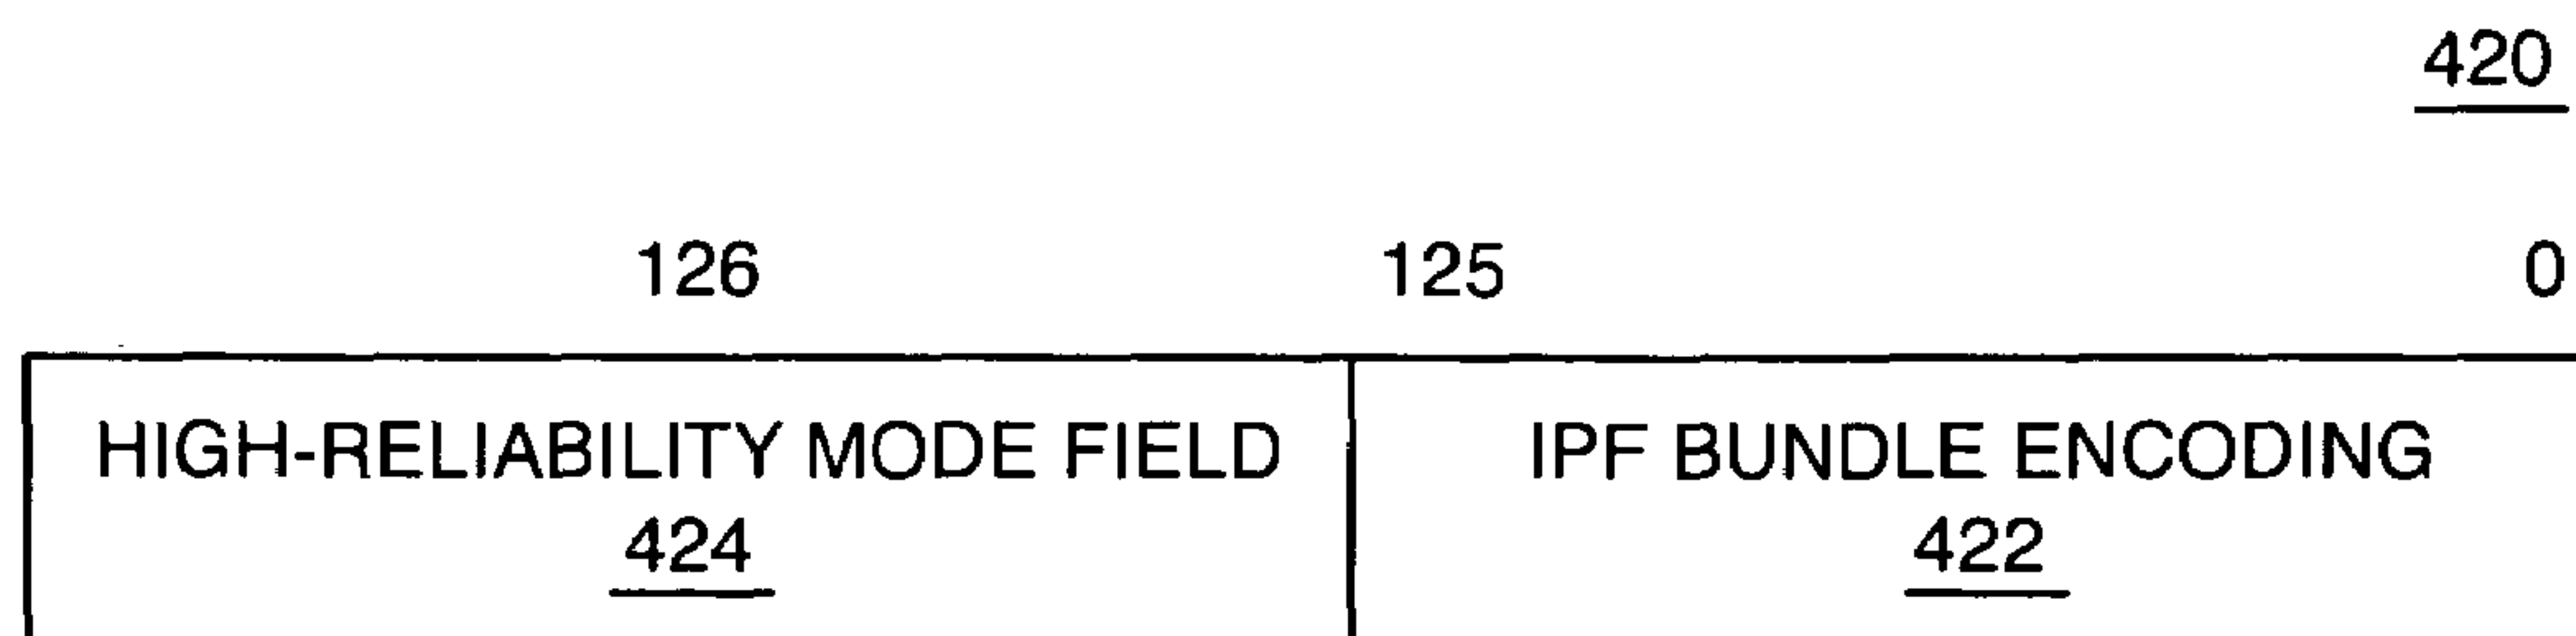 420
126 125 0
HIGH-RELIABILITY MODE FIELD IPF BUNDLE ENCODING
424 422